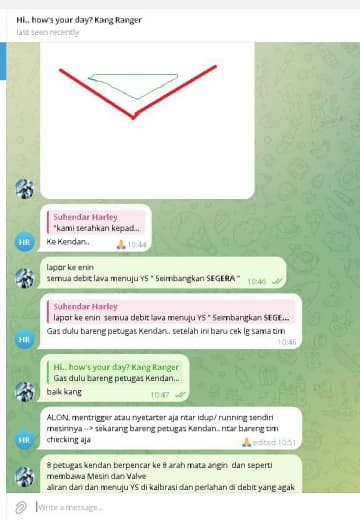 Hi.. how's your day? Kang Ranger
last seen recently
Suhendar Harley
"kami serahkan kepad...
HR
Ke Kendan..
10:44
lapor ke enin
semua debit lava menuju YS " Seimbangkan SEGERA "
10:46
Suhendar Harley
lapor ke enin semua debit lava menuju YS " Seimbangkan SEGE...
HR
Gas dulu bareng petugas Kendan.. setelah ini baru cek lg sama tim
10:46
Hi.. how's your day? Kang Ranger
Gas dulu bareng petugas Kendan...
baik kang
10:47
ALON, mentrigger atau nyetarter aja ntar idup/ running sendiri
mesinnya --> sekarang bareng petugas Kendan.. ntar bareng tim
HR
checking aja
edited 10:51
8 petugas kendan berpencar ke 8 arah mata angin dan seperti
membawa Mesin dan Valve
aliran dari dan menuju YS di kalbrasi dan perlahan di debit yang agak
Write a message...